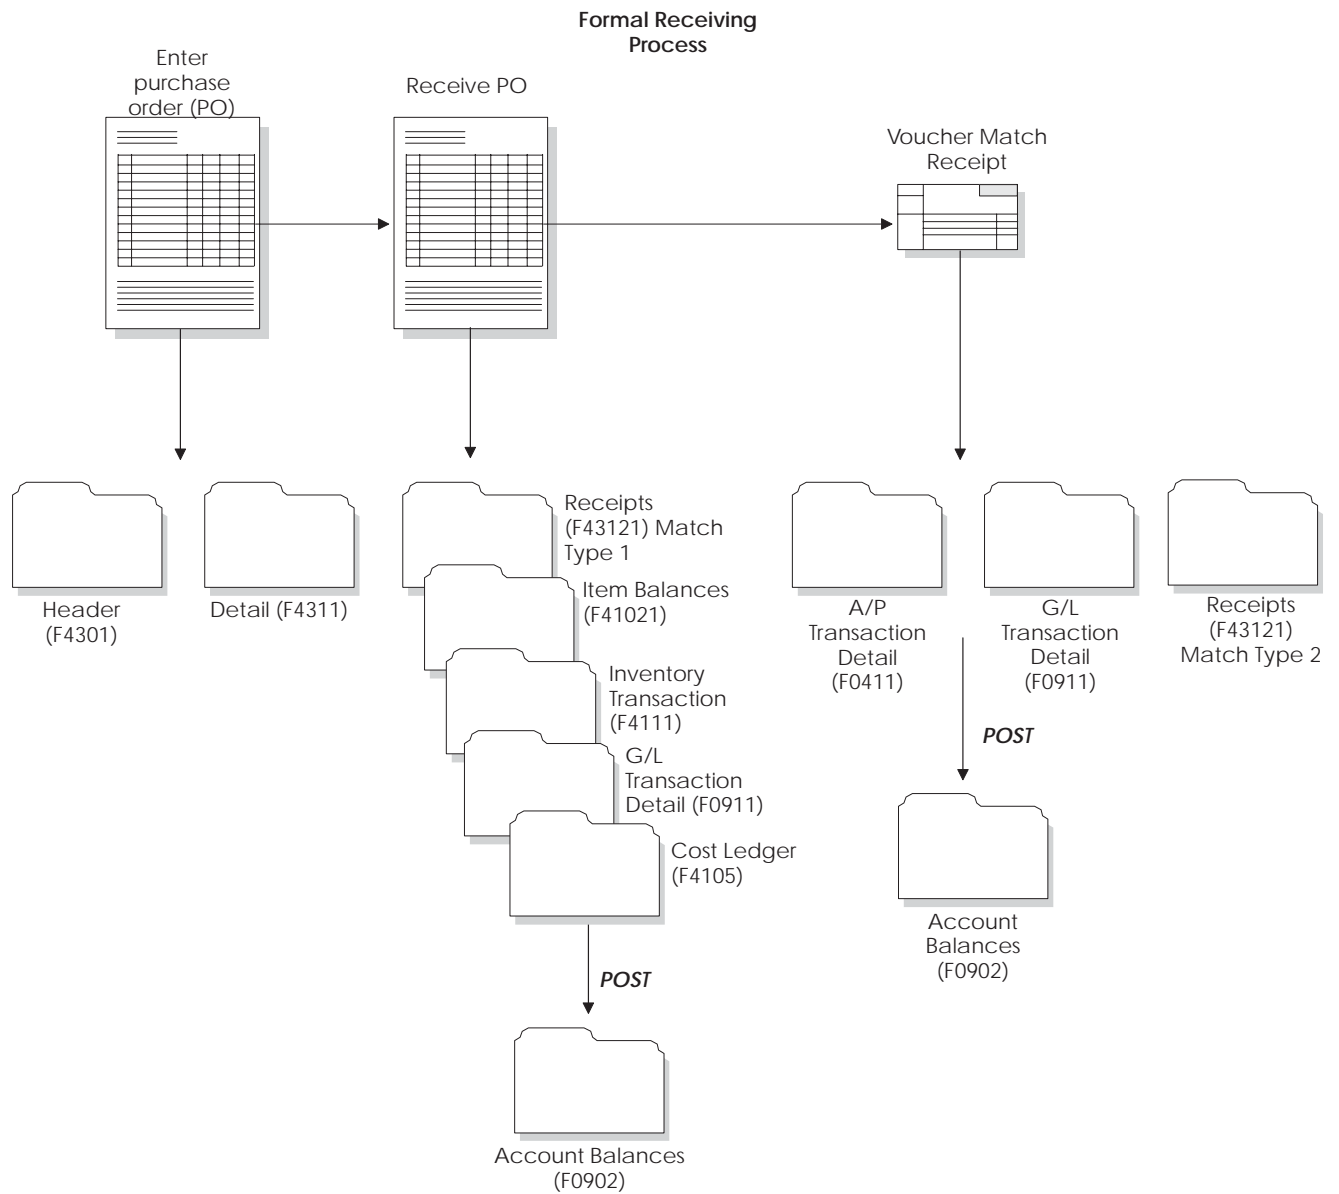 Formal Receiving
Process
Enter
purchase
order (PO)
Receive PO
Voucher Match
Receipt
Header
(F4301)
Detail (F4311)
Receipts
(F43121) Match
Type 1
Item Balances
(F41021)
Inventory
Transaction
(F4111)
G/L
Transaction
Detail (F0911)
Cost Ledger
(F4105)
POST
Account Balances
(F0902)
A/P
Transaction
Detail
(F0411)
G/L
Transaction
Detail
(F0911)
Receipts
(F43121)
Match Type 2
POST
Account
Balances
(F0902)